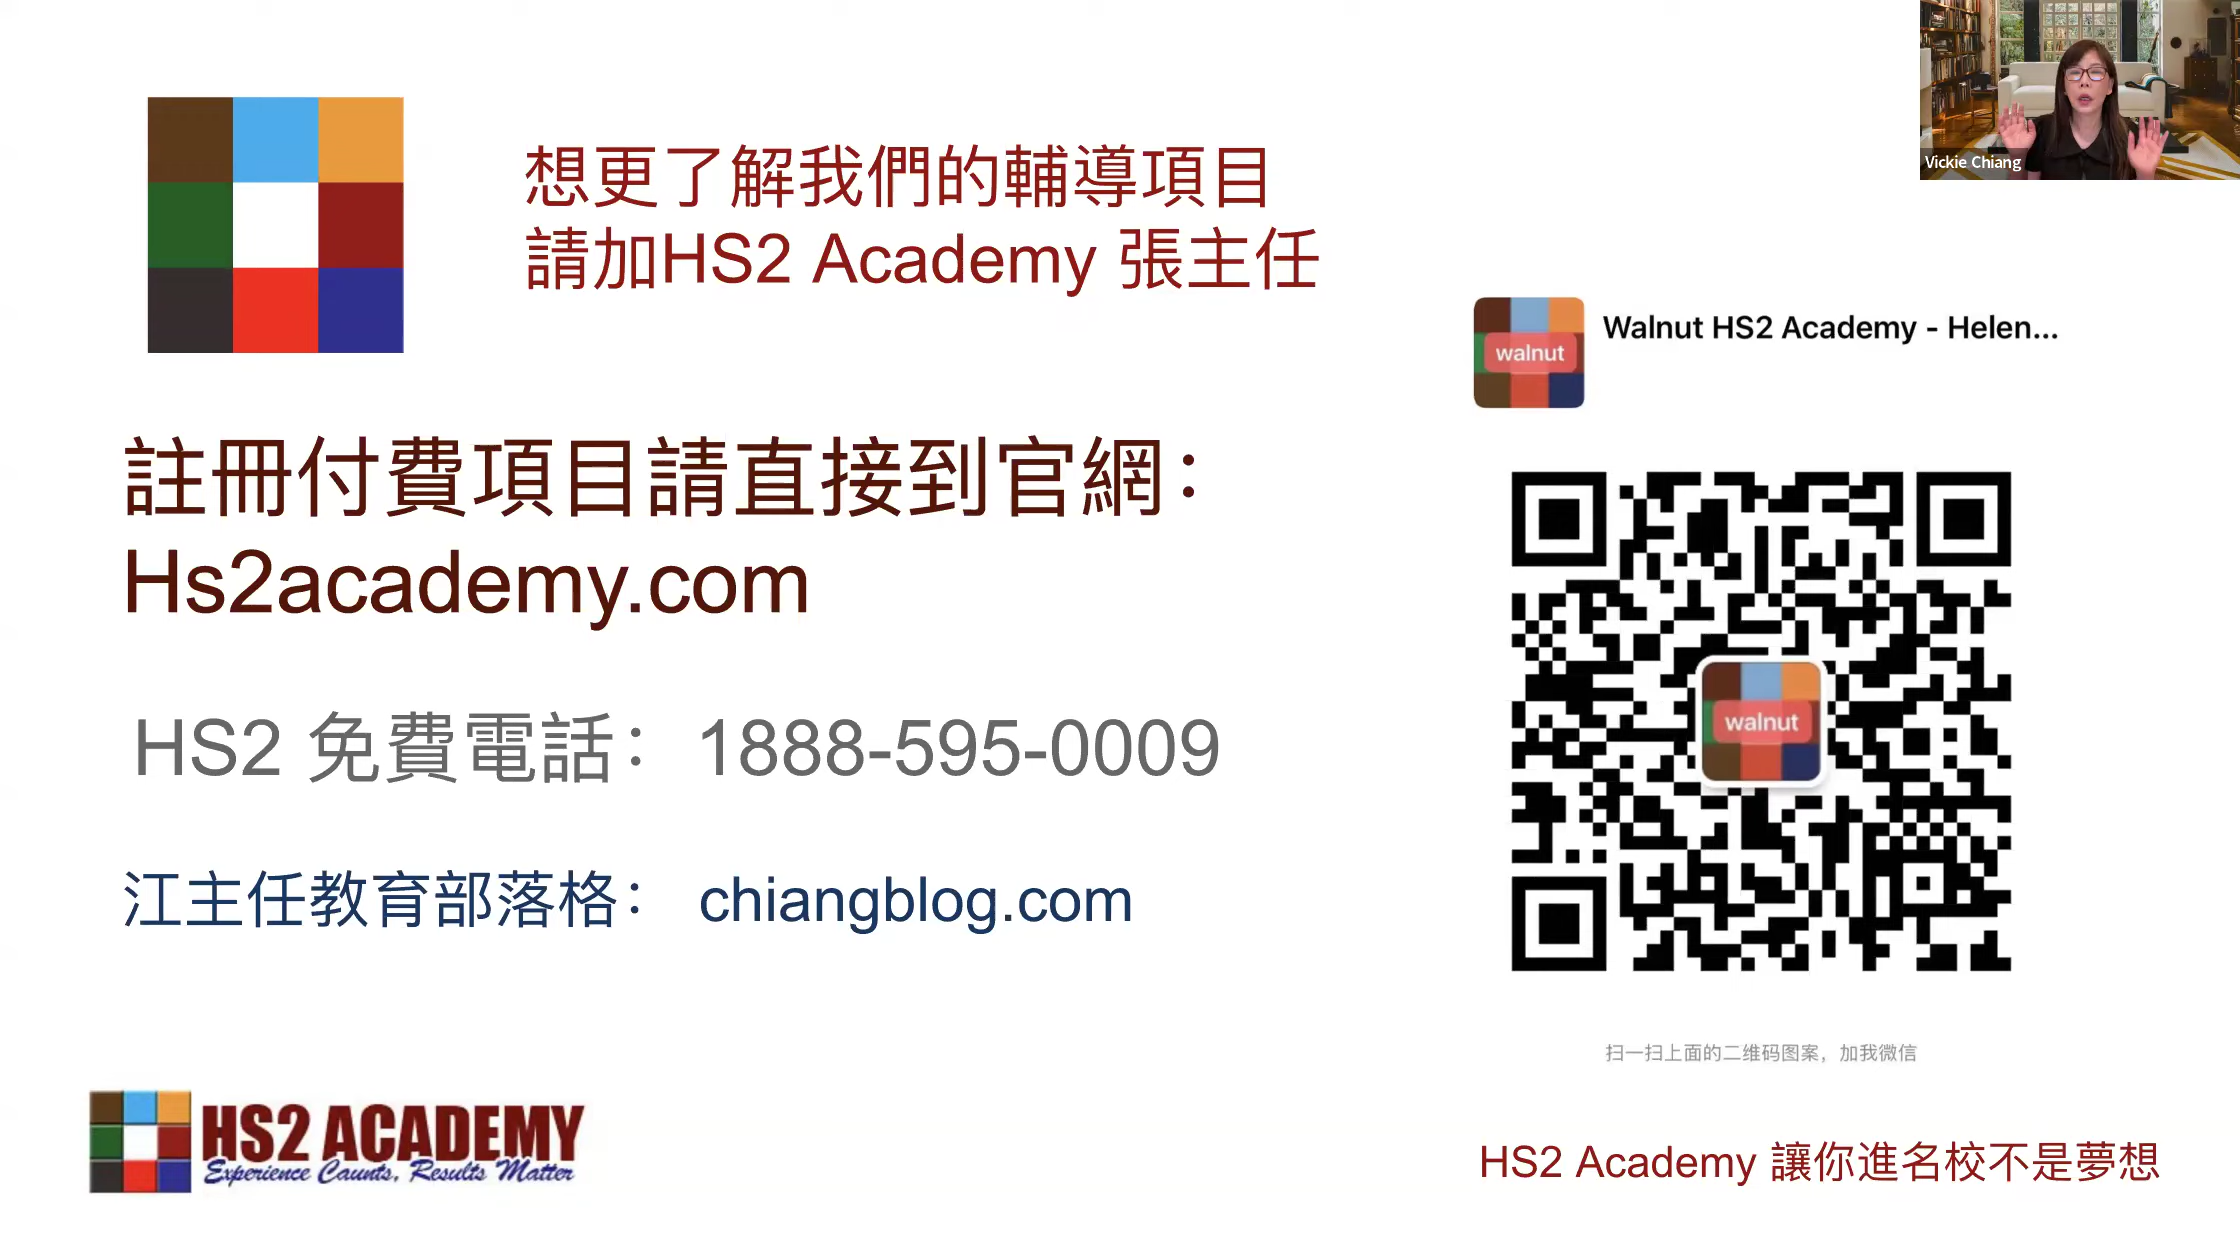 Vickie Chiang
想更了解我們的輔導項目
請加HS2 Academy 張主任
Walnut HS2 Academy - Helen...
walnut
註冊付費項目請直接到官網：
Hs2academy.com
walnut
HS2 免費電話： 1888-595-0009
江主任教育部落格： chiangblog.com
扫一扫上面的二维码图案，加我微信
HS2 ACADEMY
Experience Counts, Results Matter
HS2 Academy 讓你進名校不是夢想